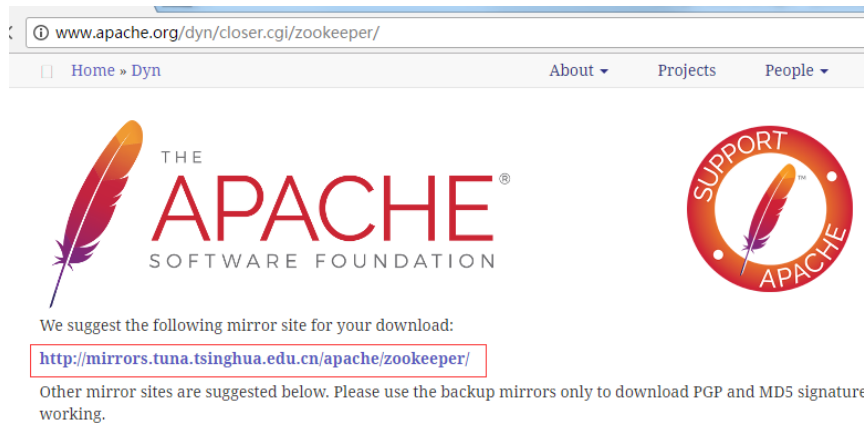 www.apache.org/dyn/closer.cgi/zookeeper/
Home » Dyn About Projects People
THE
APACHE®
SOFTWARE FOUNDATION
SUPPORT APACHE ™
We suggest the following mirror site for your download:
http://mirrors.tuna.tsinghua.edu.cn/apache/zookeeper/
Other mirror sites are suggested below. Please use the backup mirrors only to download PGP and MD5 signature
working.